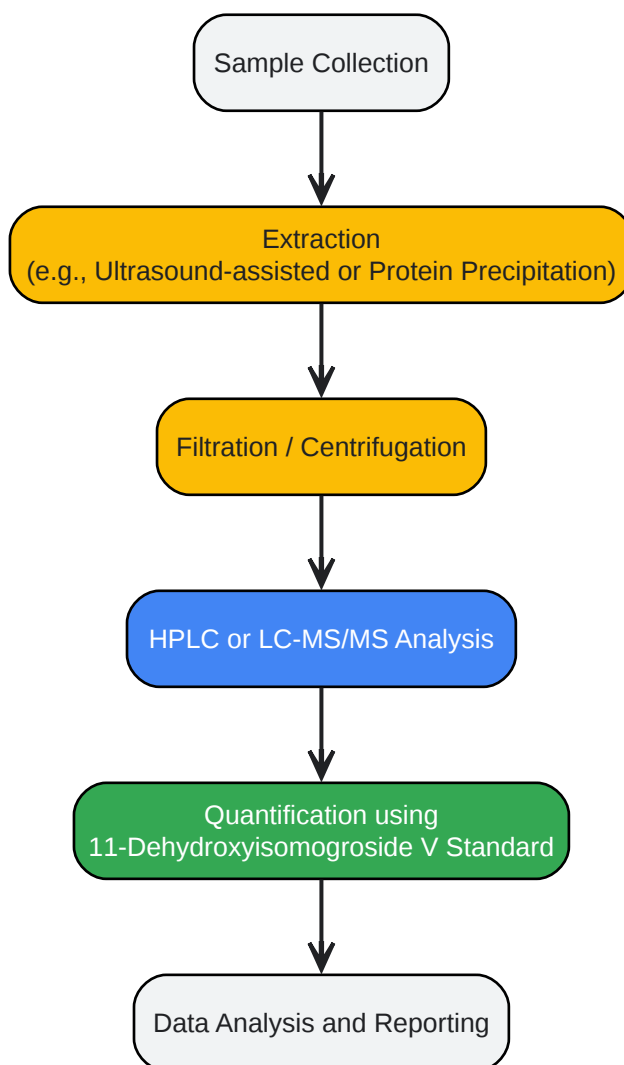 Sample Collection
Extraction
(e.g., Ultrasound-assisted or Protein Precipitation)
Filtration / Centrifugation
HPLC or LC-MS/MS Analysis
Quantification using
11-Dehydroxyisomogroside V Standard
Data Analysis and Reporting